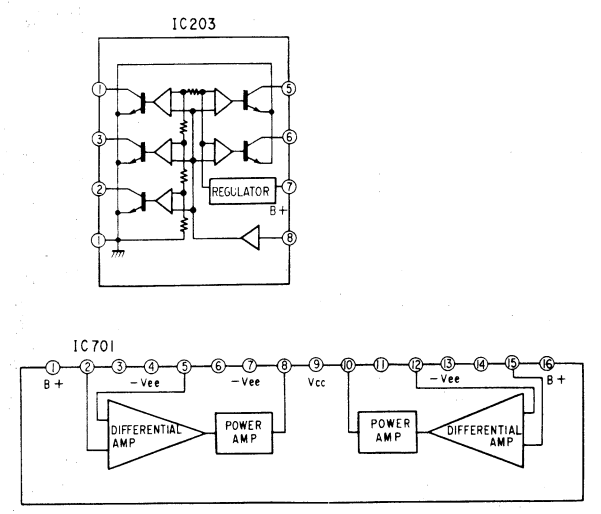 IC203
1 5
3 6
2 REGULATOR 7
B+
1 8
IC701
1 2 3 4 5 6 7 8 9 10 11 12 13 14 15 16
B+ -Vee -Vee Vcc -Vee B+
DIFFERENTIAL AMP
POWER AMP
POWER AMP
DIFFERENTIAL AMP